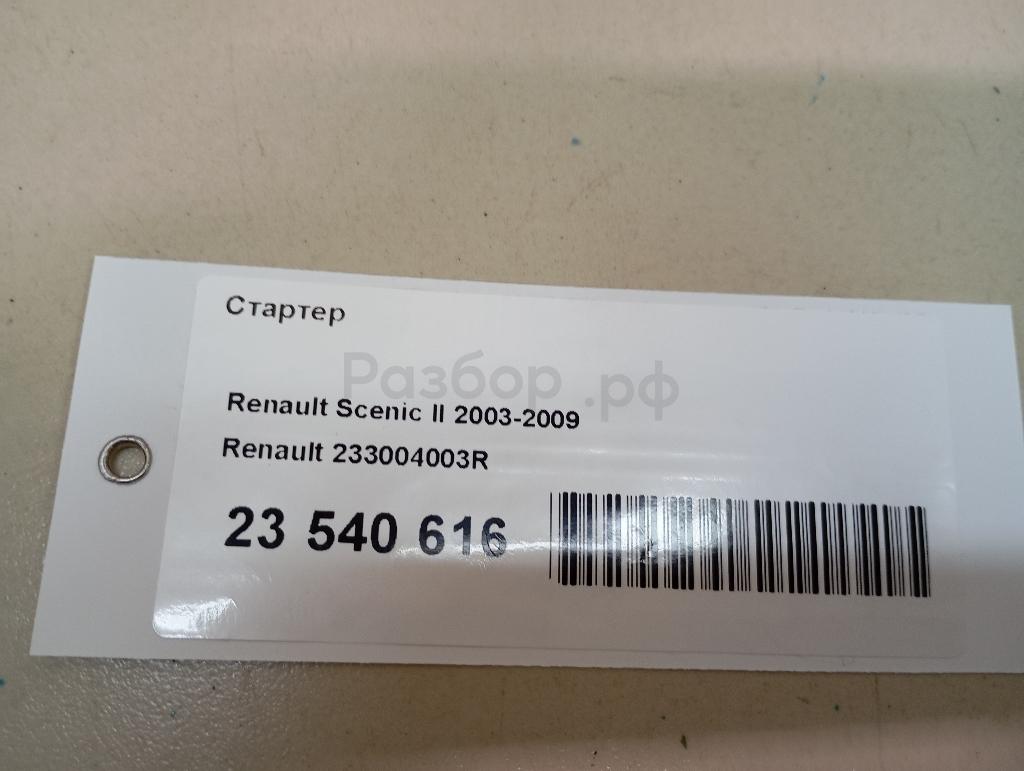 Стартер
Разбор.рф
Renault Scenic II 2003-2009
Renault 233004003R
23 540 616